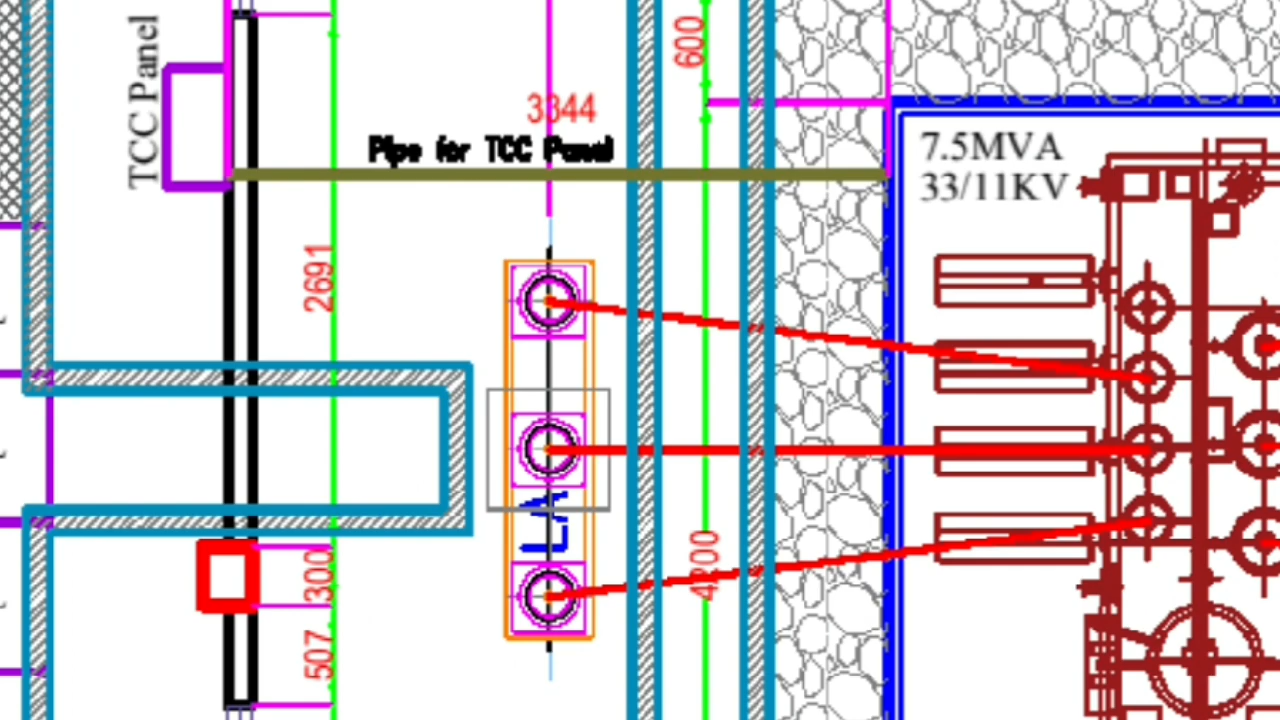 TCC Panel
600
3344
Pipe for TCC Panel
7.5MVA
33/11KV
2691
LA
4200
300
507